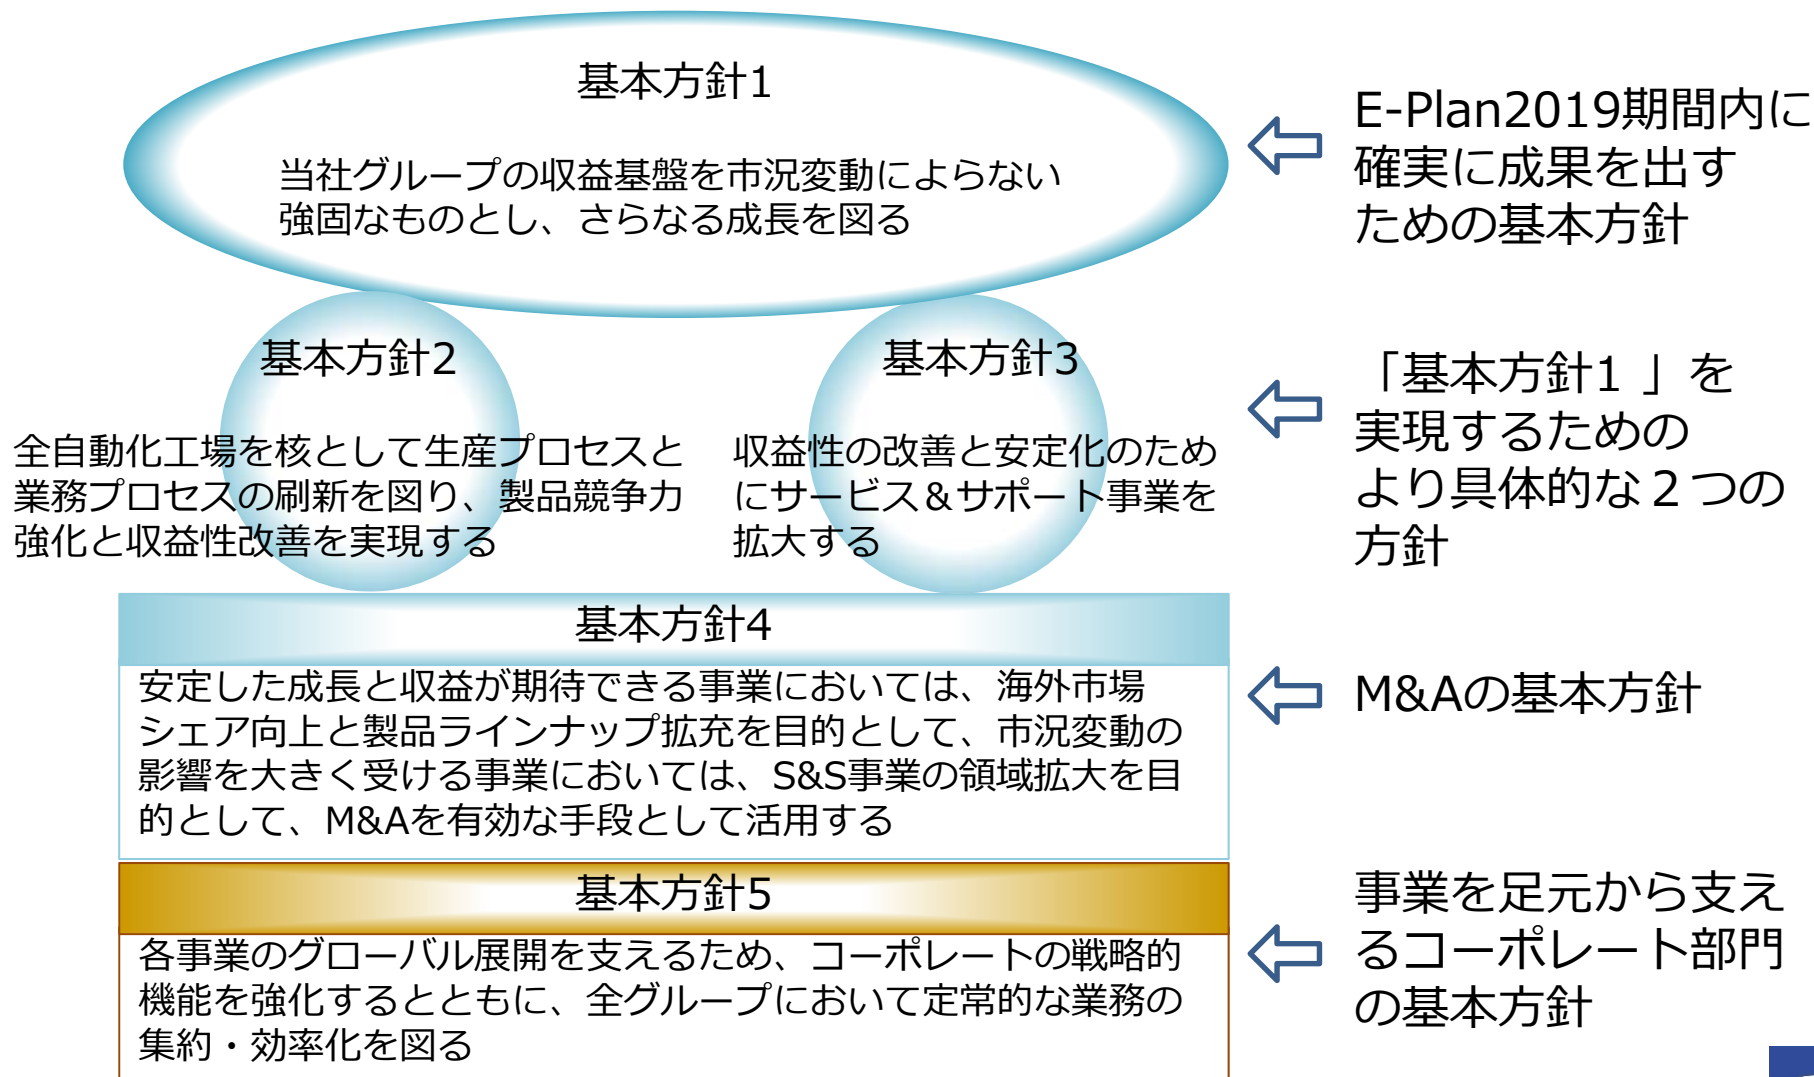 基本方針1
当社グループの収益基盤を市況変動によらない
強固なものとし、さらなる成長を図る
E-Plan2019期間内に
確実に成果を出す
ための基本方針
基本方針2
全自動化工場を核として生産プロセスと
業務プロセスの刷新を図り、製品競争力
強化と収益性改善を実現する
基本方針3
収益性の改善と安定化のため
にサービス&サポート事業を
拡大する
「基本方針1 」を
実現するための
より具体的な２つの
方針
基本方針4
安定した成長と収益が期待できる事業においては、海外市場
シェア向上と製品ラインナップ拡充を目的として、市況変動の
影響を大きく受ける事業においては、S&S事業の領域拡大を目
的として、M&Aを有効な手段として活用する
M&Aの基本方針
基本方針5
各事業のグローバル展開を支えるため、コーポレートの戦略的
機能を強化するとともに、全グループにおいて定常的な業務の
集約・効率化を図る
事業を足元から支え
るコーポレート部門
の基本方針